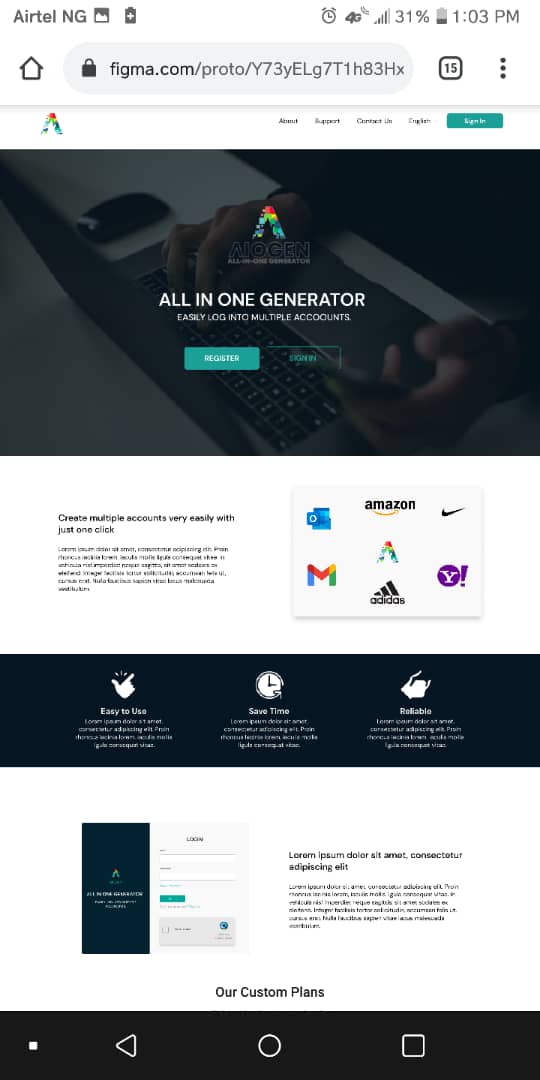 Airtel NG
31% 1:03 PM
figma.com/proto/Y73yELg7T1h83Hx
15
About Support Contact Us English Sign In
AIOGEN
ALL-IN-ONE GENERATOR
ALL IN ONE GENERATOR
EASILY LOG INTO MULTIPLE ACCOOUNTS.
REGISTER SIGN IN
Create multiple accounts very easily with
just one click
Lorem ipsum dolor sit amet, consectetur adipiscing elit. Proin
rhoncus lacinia lorem, iaculis mollis ligula consequat vitae. In
vehicula nisl imperdiet neque sagittis, sit amet sodales ex
eleifend. Integer facilisis tortor sollicitudin, accumsan felis ut,
cursus erat. Nulla faucibus sapien vitae lacus malesuada
vestibulum.
amazon
adidas
Y!
Easy to Use
Lorem ipsum dolor sit amet,
consectetur adipiscing elit. Proin
rhoncus lacinia lorem, iaculis mollis
ligula consequat vitae.
Save Time
Lorem ipsum dolor sit amet,
consectetur adipiscing elit. Proin
rhoncus lacinia lorem, iaculis mollis
ligula consequat vitae.
Reliable
Lorem ipsum dolor sit amet,
consectetur adipiscing elit. Proin
rhoncus lacinia lorem, iaculis mollis
ligula consequat vitae.
ALL IN ONE GENERATOR
LOGIN
Lorem ipsum dolor sit amet, consectetur
adipiscing elit
Lorem ipsum dolor sit amet, consectetur adipiscing elit. Proin
rhoncus lacinia lorem, iaculis mollis ligula consequat vitae. In
vehicula nisl imperdiet neque sagittis, sit amet sodales ex
eleifend. Integer facilisis tortor sollicitudin, accumsan felis ut,
cursus erat. Nulla faucibus sapien vitae lacus malesuada
vestibulum.
Our Custom Plans